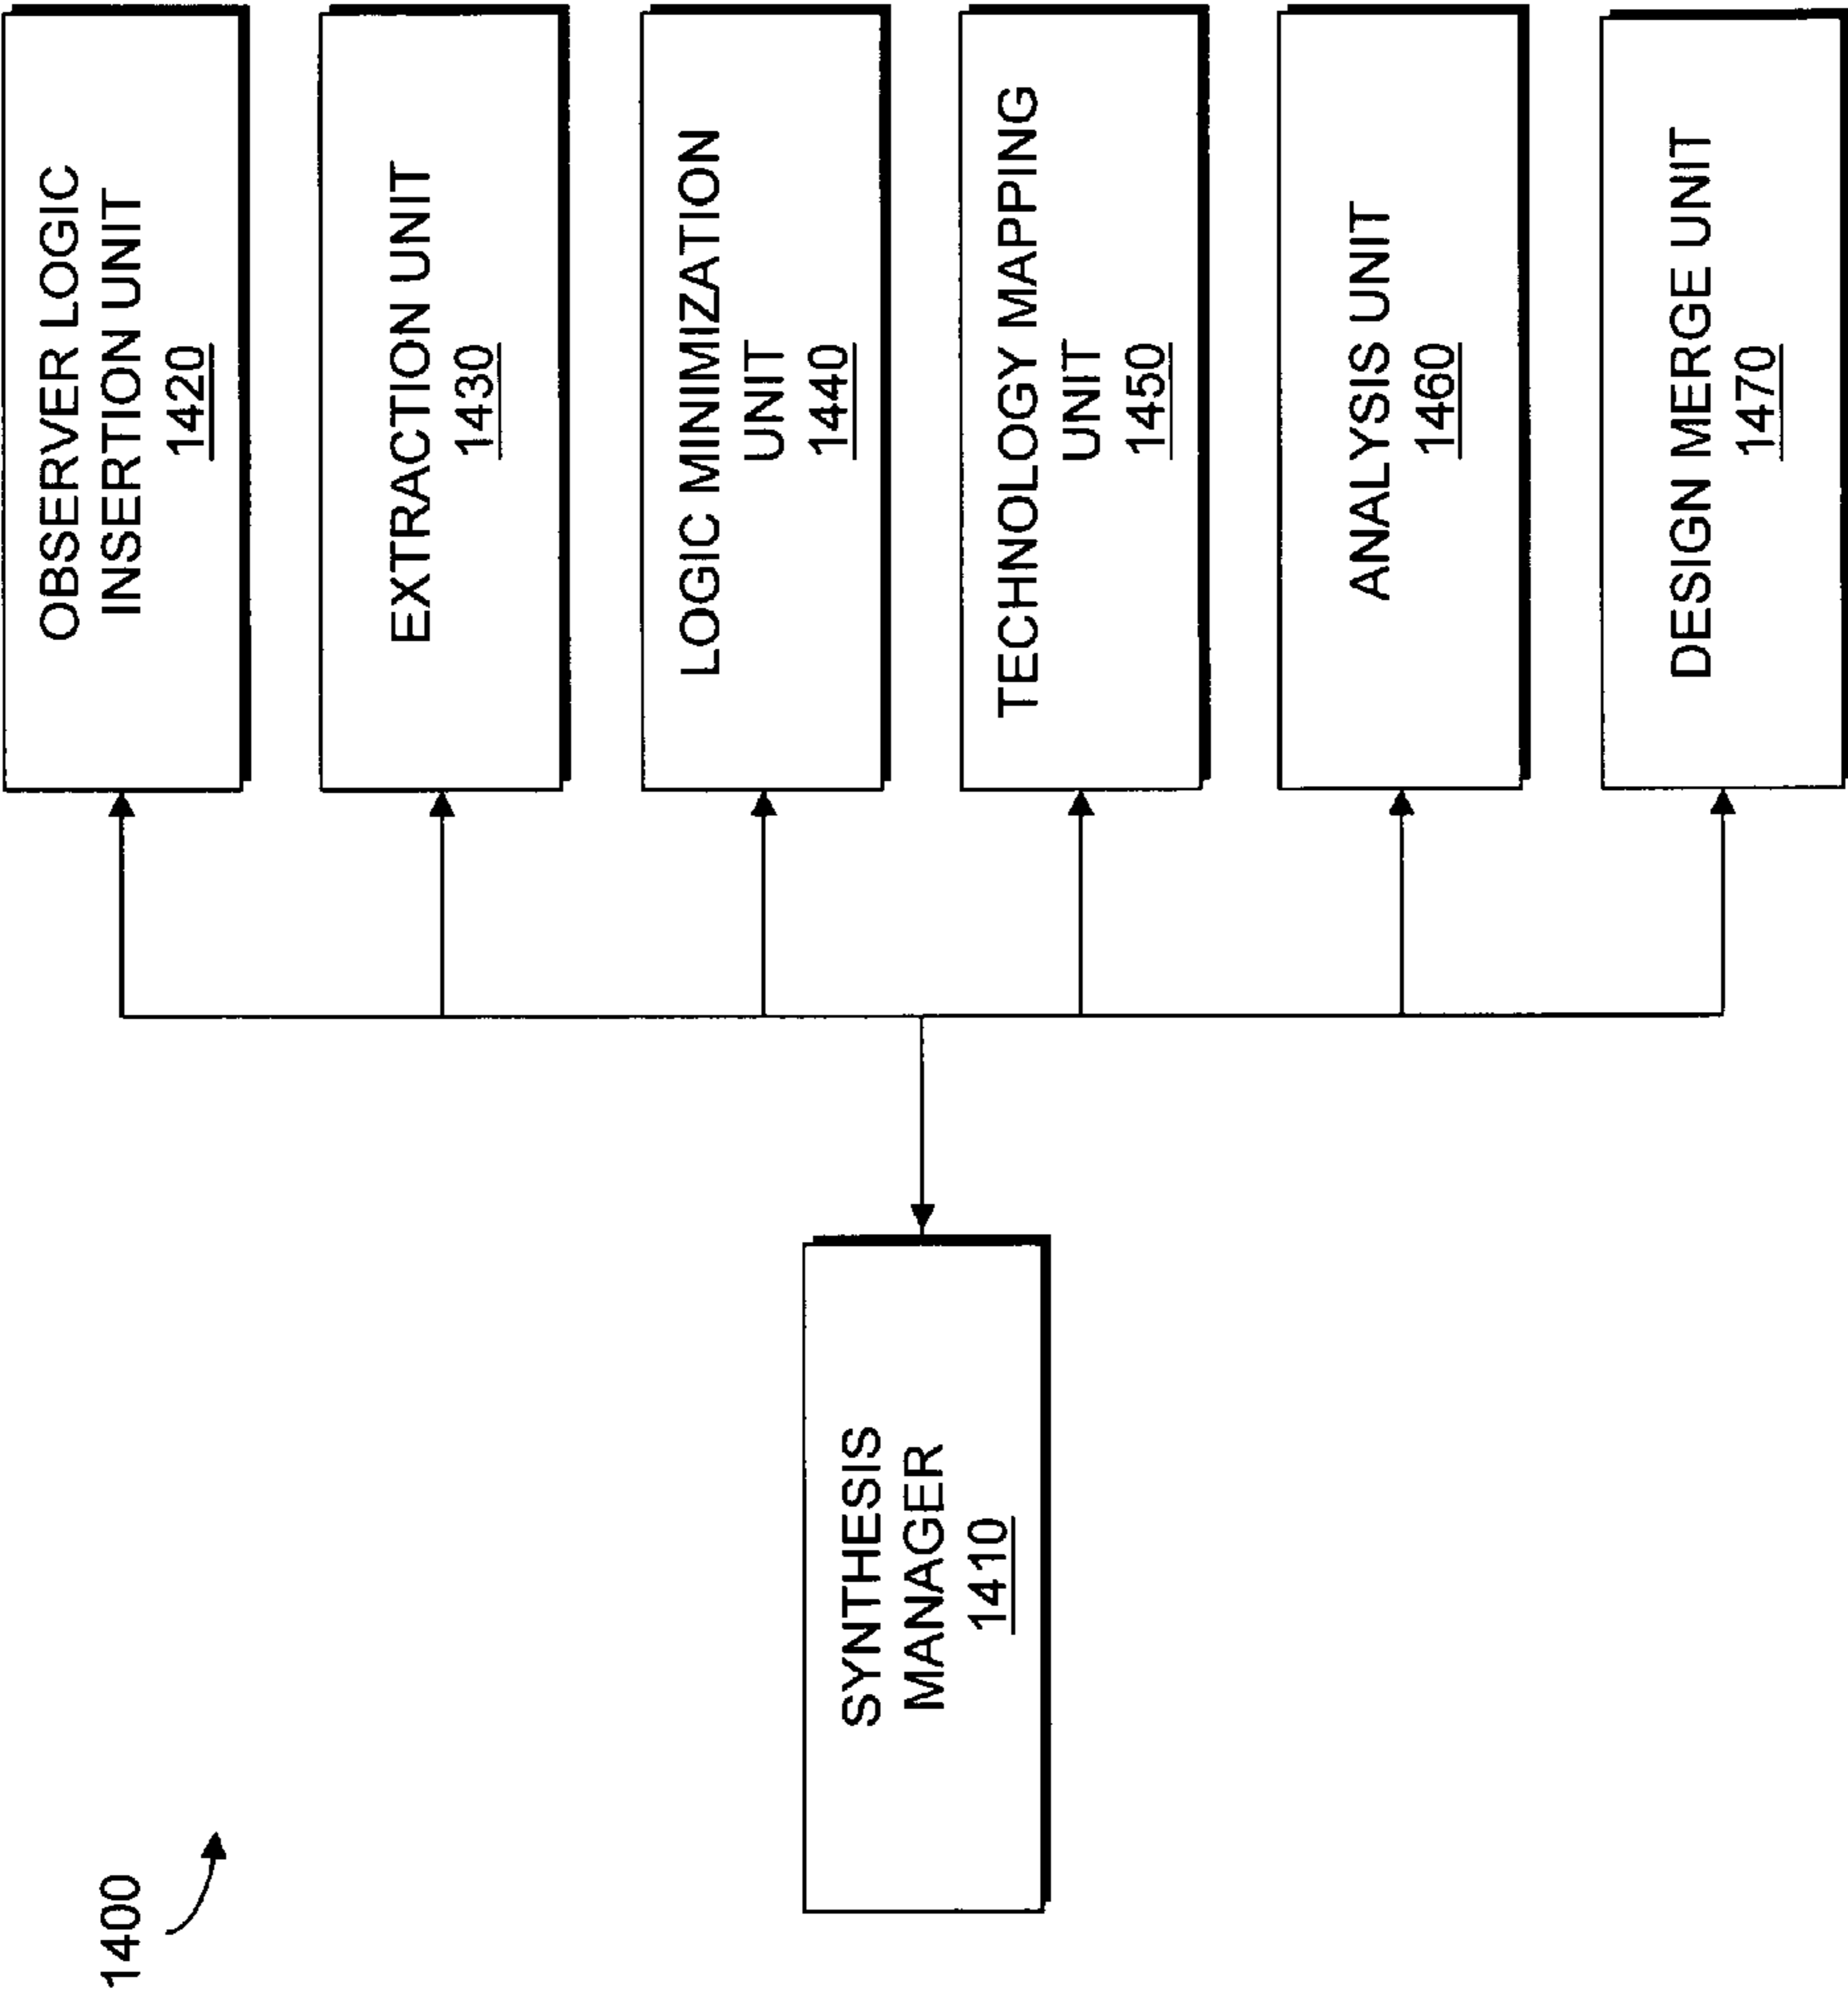 1400
SYNTHESIS
MANAGER
1410
OBSERVER LOGIC
INSERTION UNIT
1420
EXTRACTION UNIT
1430
LOGIC MINIMIZATION
UNIT
1440
TECHNOLOGY MAPPING
UNIT
1450
ANALYSIS UNIT
1460
DESIGN MERGE UNIT
1470